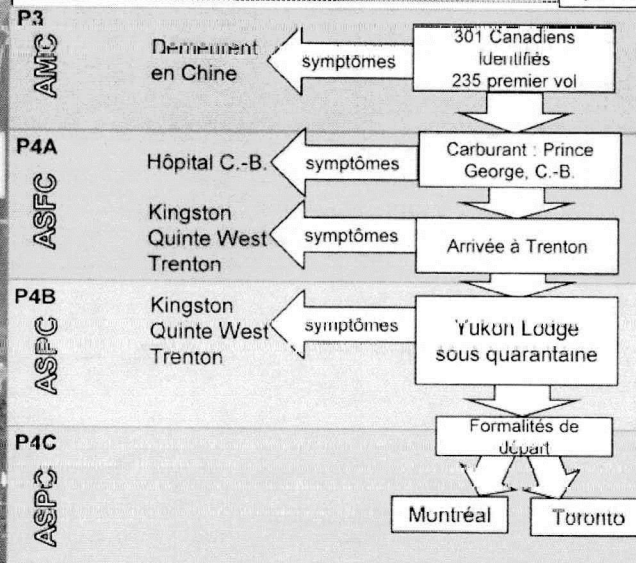 P3
AMC
Demeurent
en Chine
symptômes
301 Canadiens
Identifiés
235 premier vol
P4A
ASFC
Hôpital C.-B.
symptômes
Carburant : Prince
George, C.-B.
Kingston
Quinte West
Trenton
symptômes
Arrivée à Trenton
P4B
ASPC
Kingston
Quinte West
Trenton
symptômes
Yukon Lodge
sous quarantaine
Formalités de
départ
P4C
ASPC
Montréal
Toronto